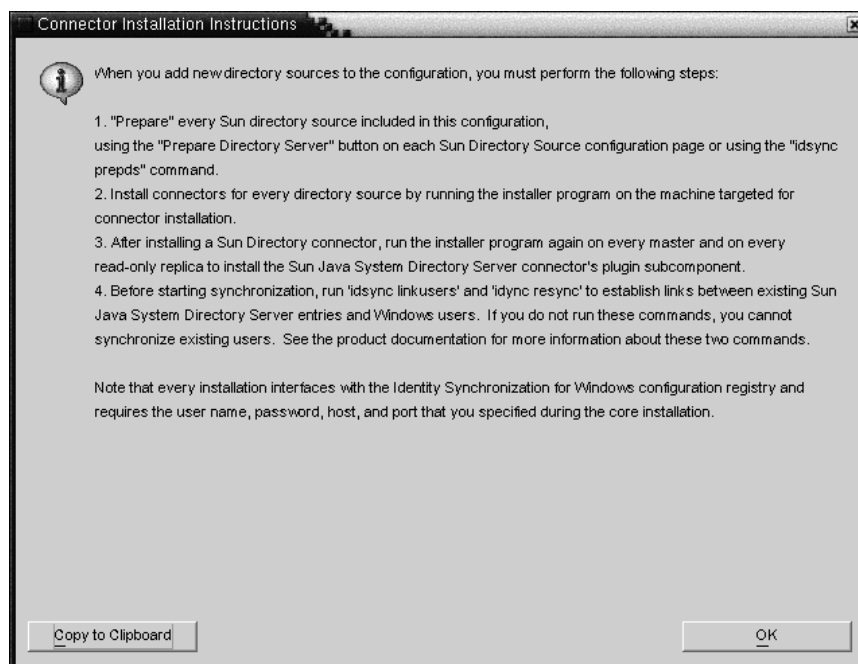 Connector Installation Instructions
When you add new directory sources to the configuration, you must perform the following steps:
1. "Prepare" every Sun directory source included in this configuration,
using the "Prepare Directory Server" button on each Sun Directory Source configuration page or using the "idsync
prepds" command.
2. Install connectors for every directory source by running the installer program on the machine targeted for
connector installation.
3. After installing a Sun Directory connector, run the installer program again on every master and on every
read-only replica to install the Sun Java System Directory Server connector's plugin subcomponent.
4. Before starting synchronization, run 'idsync linkusers' and 'idync resync' to establish links between existing Sun
Java System Directory Server entries and Windows users. If you do not run these commands, you cannot
synchronize existing users. See the product documentation for more information about these two commands.
Note that every installation interfaces with the Identity Synchronization for Windows configuration registry and
requires the user name, password, host, and port that you specified during the core installation.
Copy to Clipboard
OK